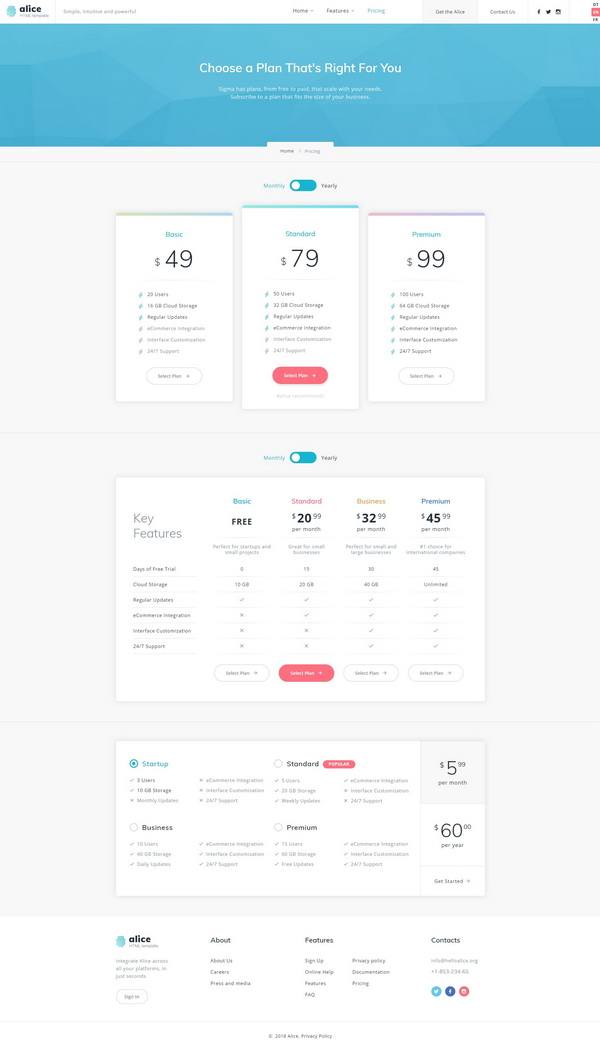 alice
HTML template
Simple, intuitive and powerful
Home
Features
Pricing
Get the Alice
Contact Us
DT
EN
FR
Choose a Plan That's Right For You
Sigma has plans, from free to paid, that scale with your needs.
Subscribe to a plan that fits the size of your business.
Home / Pricing
Monthly Yearly
Basic
$ 49
20 Users
16 GB Cloud Storage
Regular Updates
eCommerce Integration
Interface Customization
24/7 Support
Select Plan
Standard
$ 79
50 Users
32 GB Cloud Storage
Regular Updates
eCommerce Integration
Interface Customization
24/7 Support
Select Plan
Premium
$ 99
100 Users
64 GB Cloud Storage
Regular Updates
eCommerce Integration
Interface Customization
24/7 Support
Select Plan
Monthly Yearly
Key
Features
Basic Standard Business Premium
FREE $ 20 99 $ 32 99 $ 45 99
per month per month per month
Perfect for startups and Great for small Perfect for small and #1 choice for
small projects businesses large businesses international companies
Days of Free Trial 0 15 30 45
Cloud Storage 10 GB 20 GB 40 GB Unlimited
Regular Updates
eCommerce Integration
Interface Customization
24/7 Support
Select Plan Select Plan Select Plan Select Plan
Startup
3 Users eCommerce Integration
10 GB Storage Interface Customization
Monthly Updates 24/7 Support
Standard POPULAR
5 Users eCommerce Integration
20 GB Storage Interface Customization
Weekly Updates 24/7 Support
Business
10 Users eCommerce Integration
40 GB Storage Interface Customization
Daily Updates 24/7 Support
Premium
15 Users eCommerce Integration
60 GB Storage Interface Customization
Free Updates 24/7 Support
$ 5 99
per month
$ 60 00
per year
Get Started
alice
HTML template
Integrate Alice across
all your platforms, in
just seconds.
Sign In
About
About Us
Careers
Press and media
Features
Sign Up
Online Help
Features
FAQ
Privacy policy
Documentation
Pricing
Contacts
info@helloalice.org
© 2018 Alice. Privacy Policy